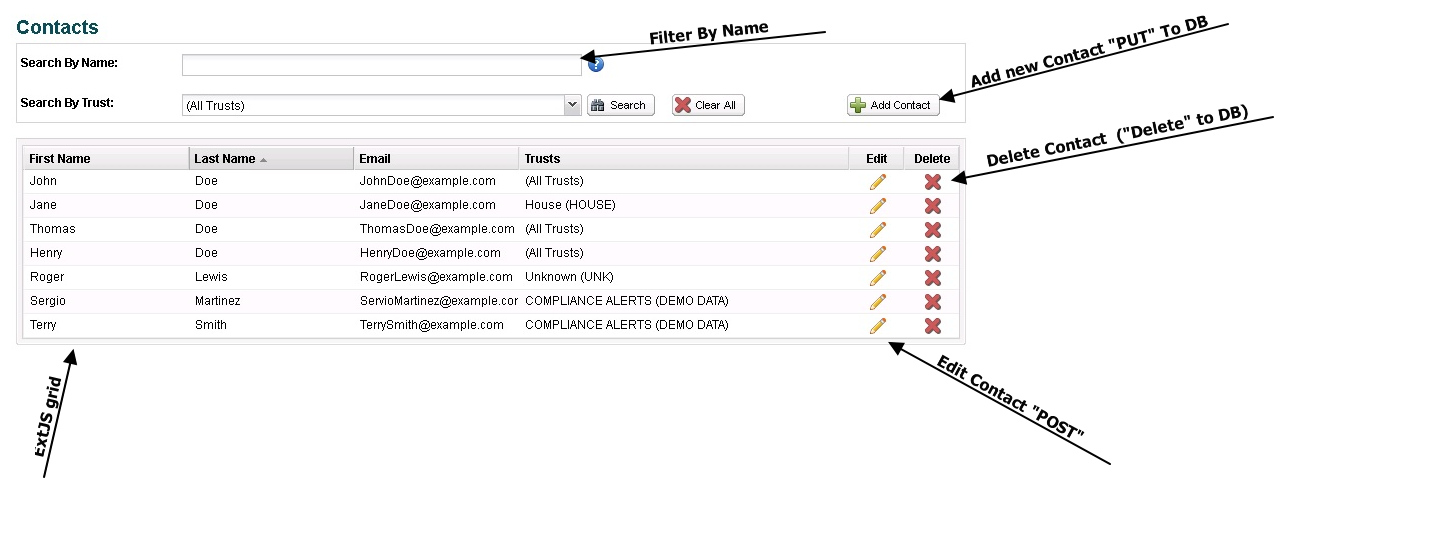 Contacts
Filter By Name
Add new Contact "PUT" To DB
Search By Name:
?
Search By Trust: (All Trusts) Search Clear All Add Contact
Delete Contact ("Delete" to DB)
First Name Last Name Email Trusts Edit Delete
John Doe JohnDoe@example.com (All Trusts)
Jane Doe JaneDoe@example.com House (HOUSE)
Thomas Doe ThomasDoe@example.com (All Trusts)
Henry Doe HenryDoe@example.com (All Trusts)
Roger Lewis RogerLewis@example.com Unknown (UNK)
Sergio Martinez ServioMartinez@example.cor COMPLIANCE ALERTS (DEMO DATA)
Terry Smith TerrySmith@example.com COMPLIANCE ALERTS (DEMO DATA)
ExtJS grid
Edit Contact "POST"